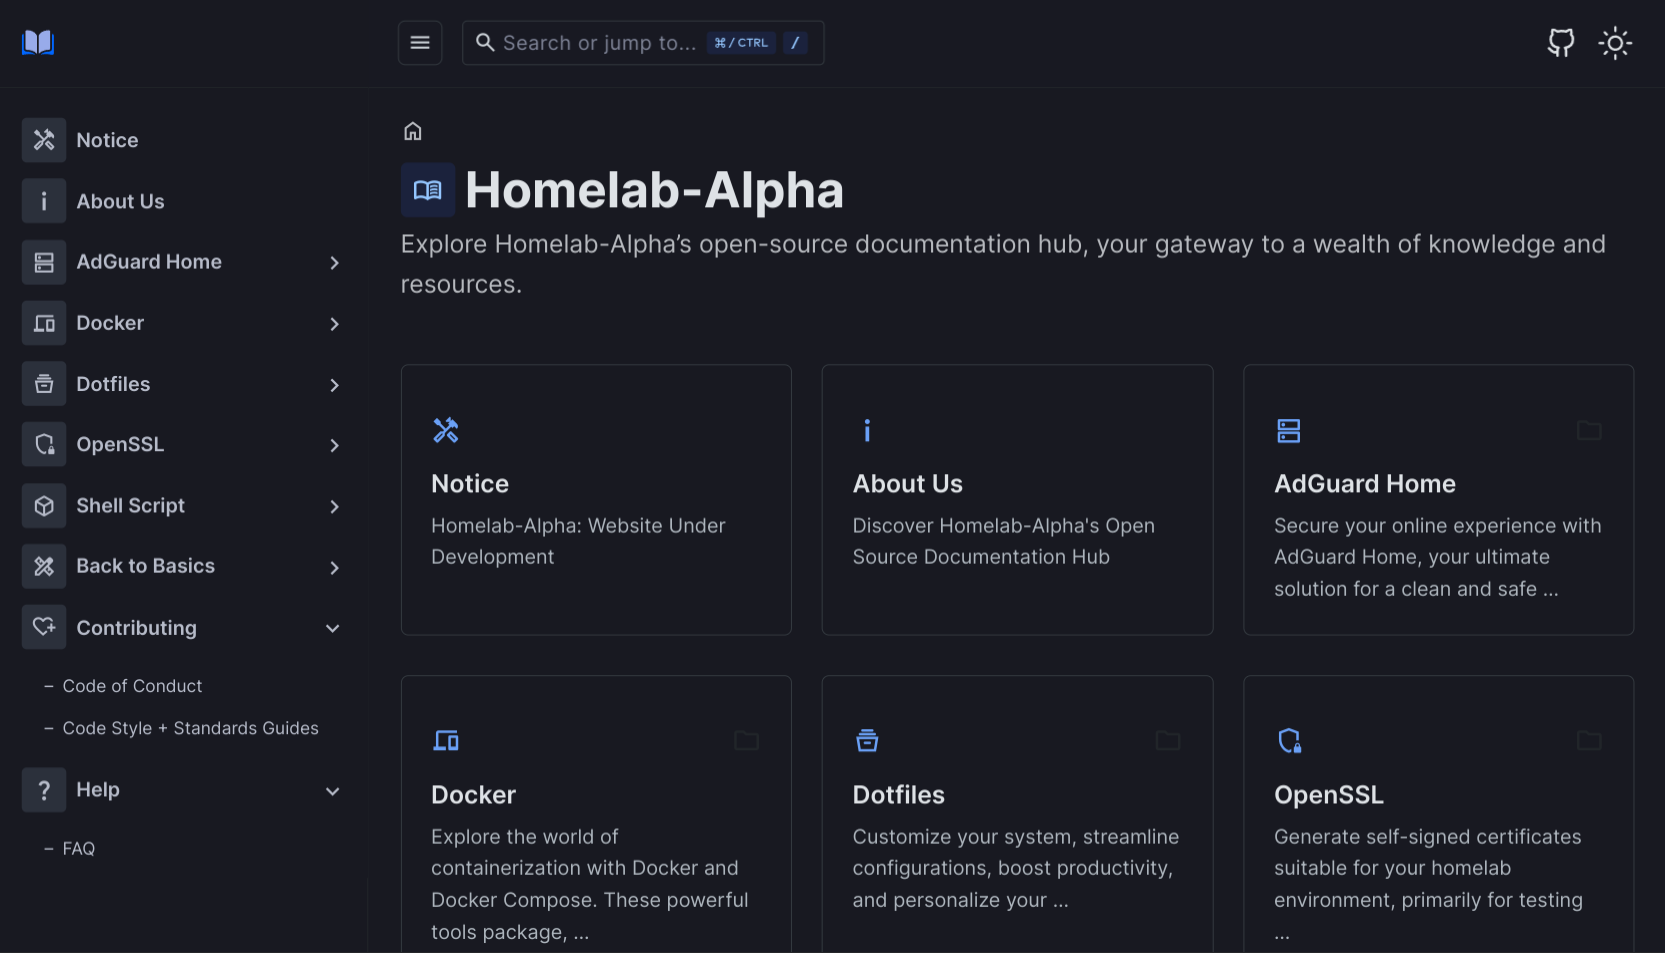 Search or jump to...
⌘/CTRL
/
Notice
About Us
AdGuard Home
Docker
Dotfiles
OpenSSL
Shell Script
Back to Basics
Contributing
– Code of Conduct
– Code Style + Standards Guides
Help
– FAQ
Homelab-Alpha
Explore Homelab-Alpha’s open-source documentation hub, your gateway to a wealth of knowledge and
resources.
Notice
Homelab-Alpha: Website Under
Development
About Us
Discover Homelab-Alpha's Open
Source Documentation Hub
AdGuard Home
Secure your online experience with
AdGuard Home, your ultimate
solution for a clean and safe ...
Docker
Explore the world of
containerization with Docker and
Docker Compose. These powerful
tools package, ...
Dotfiles
Customize your system, streamline
configurations, boost productivity,
and personalize your ...
OpenSSL
Generate self-signed certificates
suitable for your homelab
environment, primarily for testing
...